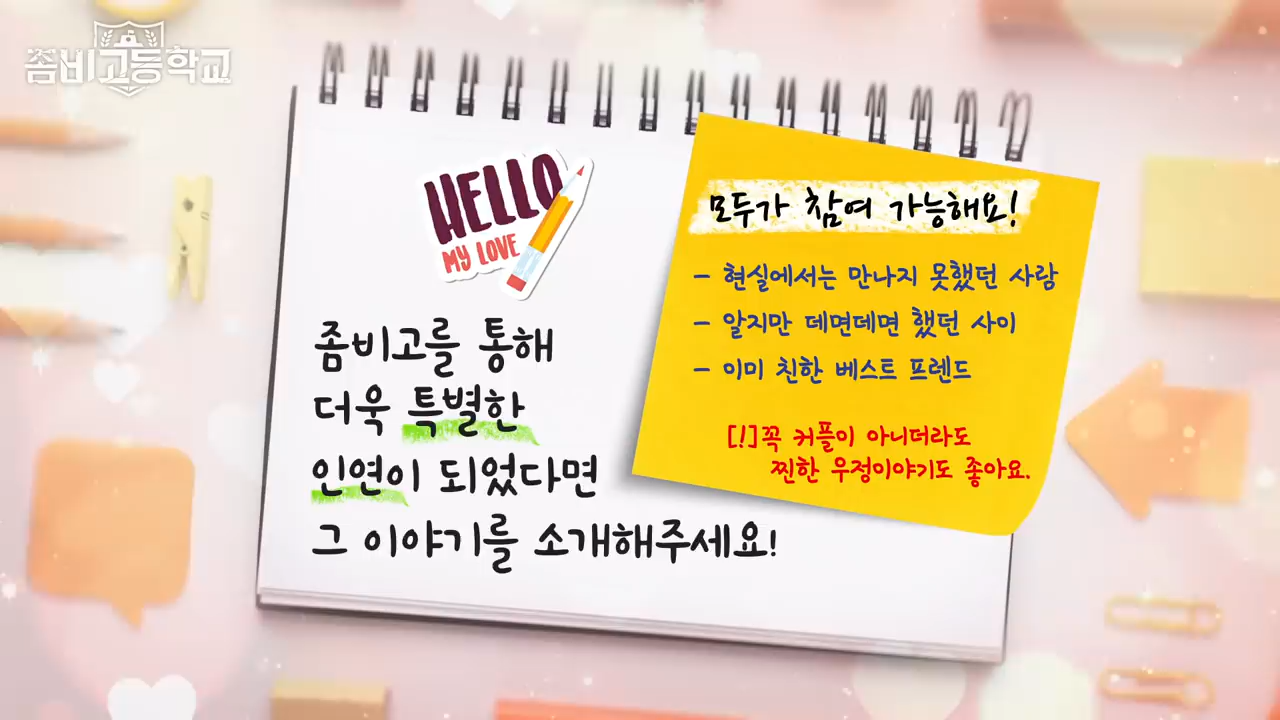 좀비고등학교
HELLO
MY LOVE
좀비고를 통해
더욱 특별한
인연이 되었다면
그 이야기를 소개해주세요!
모두가 참여 가능해요!
- 현실에서는 만나지 못했던 사람
- 알지만 데면데면 했던 사이
- 이미 친한 베스트 프렌드
[!]꼭 커플이 아니더라도
찐한 우정이야기도 좋아요.